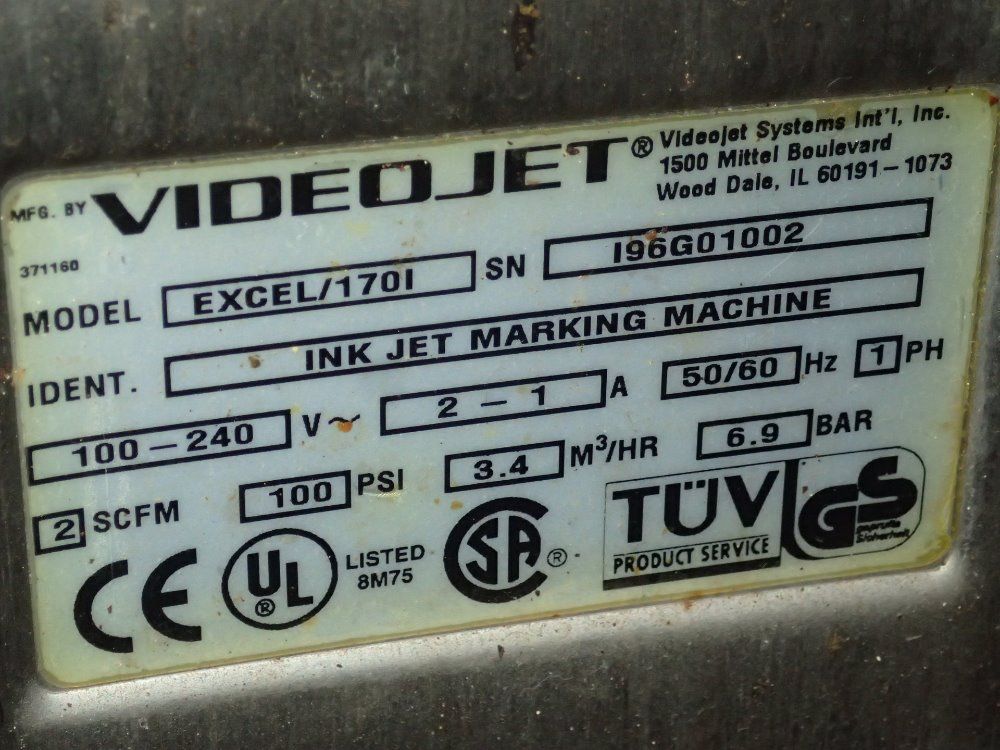 MFG. BY VIDEOJET® Videojet Systems Int'l, Inc.
1500 Mittel Boulevard
Wood Dale, IL 60191-1073
371160
MODEL EXCEL/170I SN I96G01002
IDENT. INK JET MARKING MACHINE
100-240 V~ 2-1 A 50/60 Hz 1 PH
2 SCFM 100 PSI 3.4 M³/HR 6.9 BAR
CE UL® LISTED 8M75 SA® TÜV PRODUCT SERVICE GS geprüfte Sicherheit